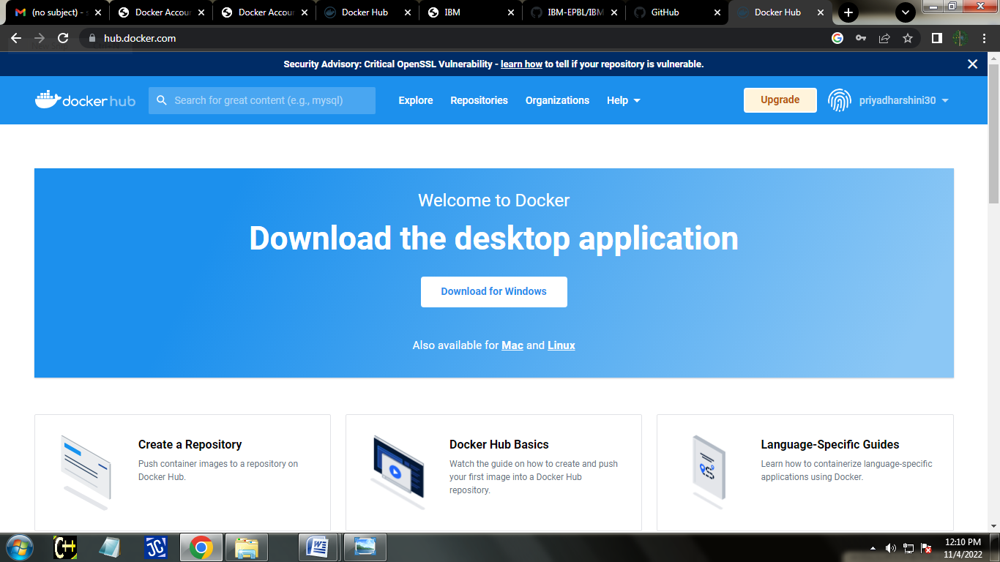 (no subject) - s
Docker Accour
Docker Accour
Docker Hub
IBM
IBM-EPBL/IBM
GitHub
Docker Hub
hub.docker.com
Security Advisory: Critical OpenSSL Vulnerability - learn how to tell if your repository is vulnerable.
docker hub
Search for great content (e.g., mysql)
Explore
Repositories
Organizations
Help
Upgrade
priyadharshini30
Welcome to Docker
Download the desktop application
Download for Windows
Also available for Mac and Linux
Create a Repository
Push container images to a repository on
Docker Hub.
Docker Hub Basics
Watch the guide on how to create and push
your first image into a Docker Hub
repository.
Language-Specific Guides
Learn how to containerize language-specific
applications using Docker.
C++
JC
W
12:10 PM
11/4/2022